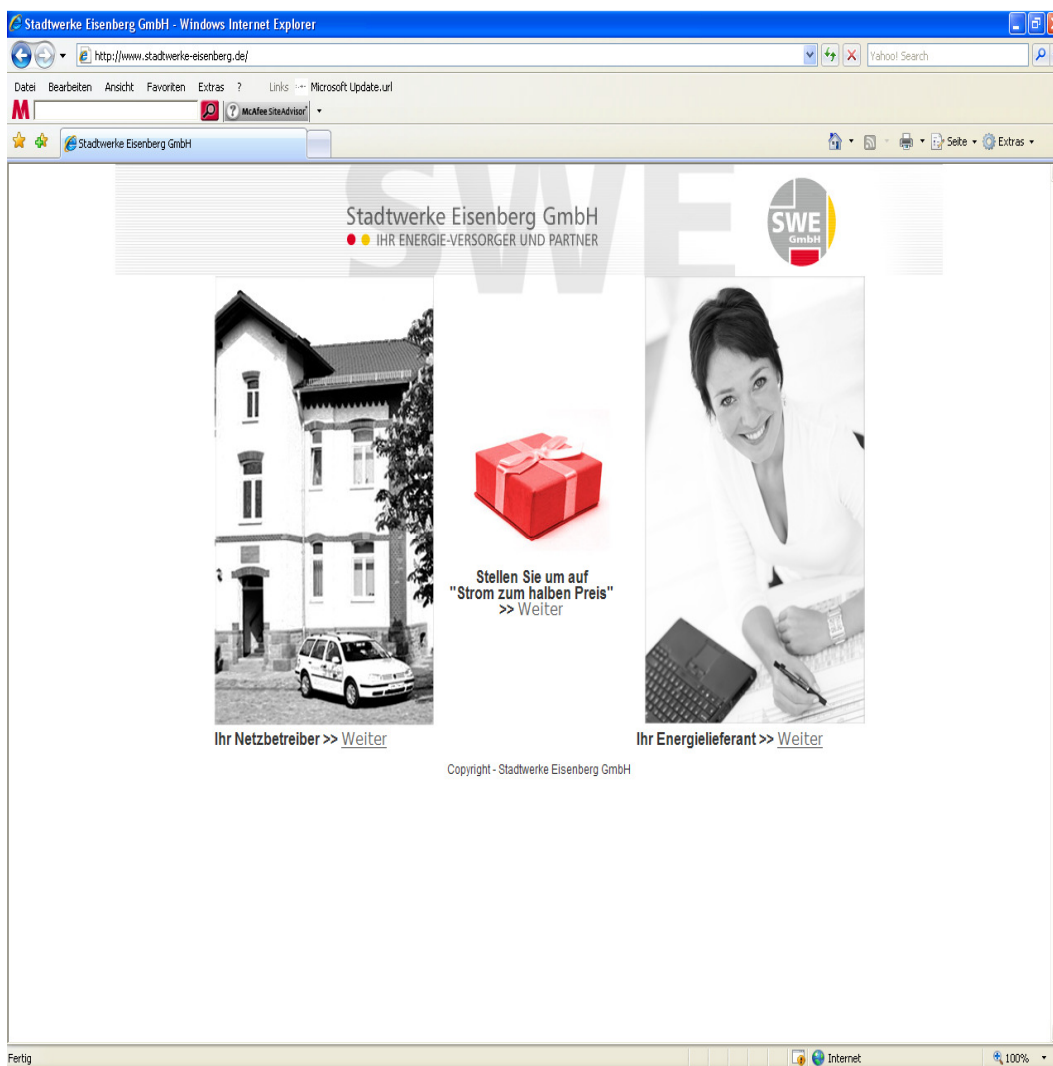 Stadtwerke Eisenberg GmbH - Windows Internet Explorer
http://www.stadtwerke-eisenberg.de/
Yahoo! Search
Datei Bearbeiten Ansicht Favoriten Extras ? Links Microsoft Update.url
M McAfee SiteAdvisor
Stadtwerke Eisenberg GmbH
Seite Extras
SWE
Stadtwerke Eisenberg GmbH
IHR ENERGIE-VERSORGER UND PARTNER
SWE
GmbH
Stellen Sie um auf
"Strom zum halben Preis"
>> Weiter
Ihr Netzbetreiber >> Weiter
Ihr Energielieferant >> Weiter
Copyright - Stadtwerke Eisenberg GmbH
Fertig
Internet
100%